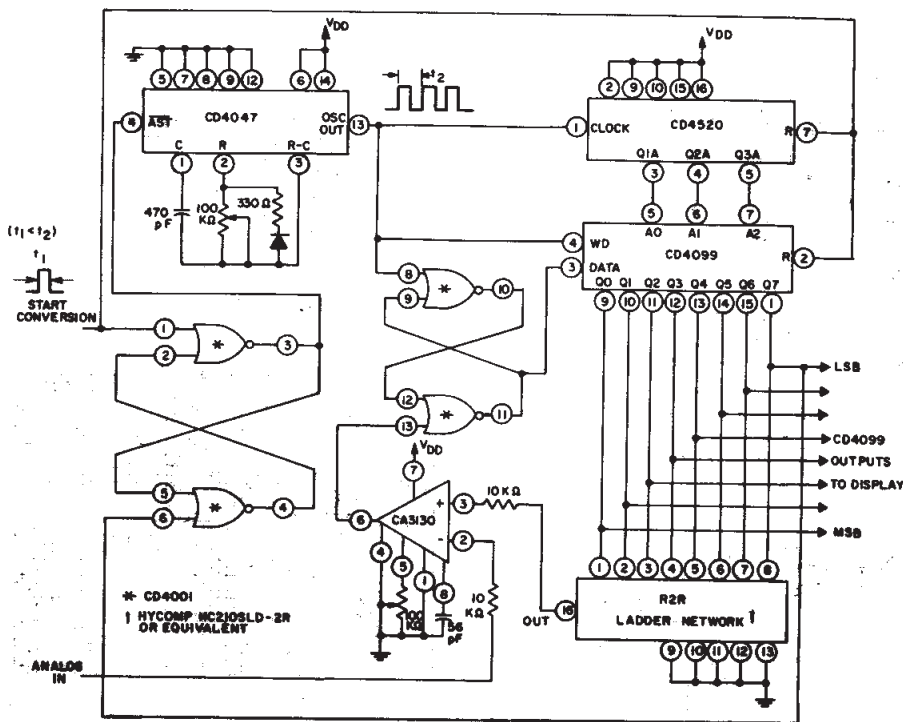 VDD
5 7 8 9 12
6 14
CD4047
4 AST
OSC OUT 13
C R R-C
1 2 3
470 pF
100 KΩ
330 Ω
t2
VDD
2 9 10 15 16
CD4520
1 CLOCK
R 7
Q1A Q2A Q3A
3 4 5
5 6 7
A0 A1 A2
4 WD
CD4099
3 DATA
R 2
Q0 Q1 Q2 Q3 Q4 Q5 Q6 Q7
9 10 11 12 13 14 15 1
(t1 < t2)
t1
START CONVERSION
1
2
* 3
5
6
* 4
8
9
* 10
12
13
* 11
LSB
CD4099
OUTPUTS
TO DISPLAY
MSB
VDD
7
6 CA3130
+ 3
- 2
10 KΩ
10 KΩ
4 5 1 8
100 KΩ
56 pF
1 2 3 4 5 6 7 8
R2R
LADDER NETWORK †
OUT 16
9 10 11 12 13
* CD4001
† HYCOMP HC210SLD-2R
OR EQUIVALENT
ANALOG IN